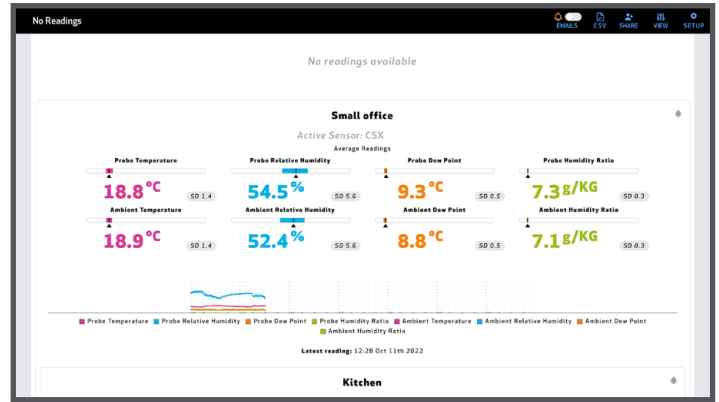 No Readings
EMAILS CSV SHARE VIEW SETUP
No readings available
Small office
Active Sensor: CSX
Average Readings
Probe Temperature Probe Relative Humidity Probe Dew Point Probe Humidity Ratio
18.8°C SD 1.4 54.5% SD 5.6 9.3°C SD 0.5 7.3g/KG SD 0.3
Ambient Temperature Ambient Relative Humidity Ambient Dew Point Ambient Humidity Ratio
18.9°C SD 1.4 52.4% SD 5.6 8.8°C SD 0.5 7.1g/KG SD 0.3
Probe Temperature Probe Relative Humidity Probe Dew Point Probe Humidity Ratio Ambient Temperature Ambient Relative Humidity Ambient Dew Point
Ambient Humidity Ratio
Latest reading: 12:28 Oct 11th 2022
Kitchen